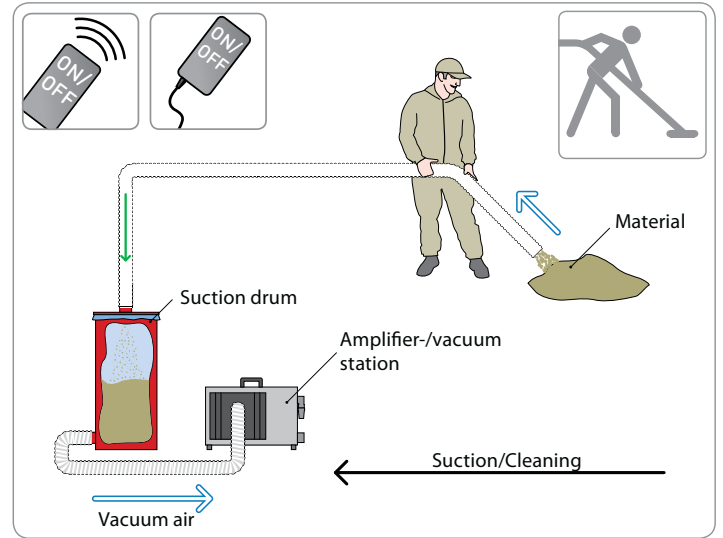 ON/
OFF
ON/
OFF
Material
Suction drum
Amplifier-/vacuum
station
Suction/Cleaning
Vacuum air